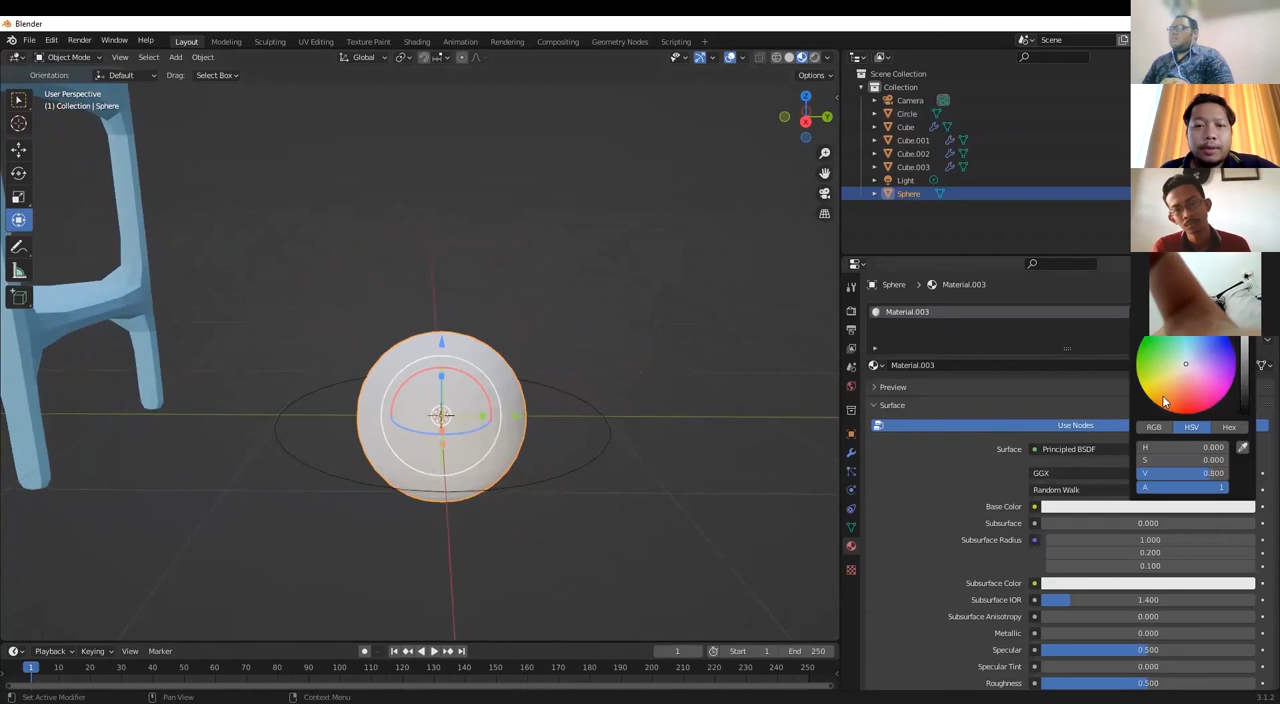 Blender
File Edit Render Window Help Layout Modeling Sculpting UV Editing Texture Paint Shading Animation Rendering Compositing Geometry Nodes Scripting + Scene
Object Mode View Select Add Object Global
Orientation: Default Drag: Select Box Options
User Perspective
(1) Collection | Sphere
Z
Y
X
Scene Collection
Collection
Camera
Circle
Cube
Cube.001
Cube.002
Cube.003
Light
Sphere
Sphere > Material.003
Material.003
Material.003
Preview
Surface
Use Nodes
RGB HSV Hex
H 0.000
S 0.000
V 0.800
A 1
Surface Principled BSDF
GGX
Random Walk
Base Color
Subsurface 0.000
Subsurface Radius 1.000
0.200
0.100
Subsurface Color
Subsurface IOR 1.400
Subsurface Anisotropy 0.000
Metallic 0.000
Specular 0.500
Specular Tint 0.000
Roughness 0.500
Playback Keying View Marker 1 Start 1 End 250
1 10 20 30 40 50 60 70 80 90 100 110 120 130 140 150 160 170 180 190 200 210 220 230 240 250
Set Active Modifier Pan View Context Menu 3.1.2